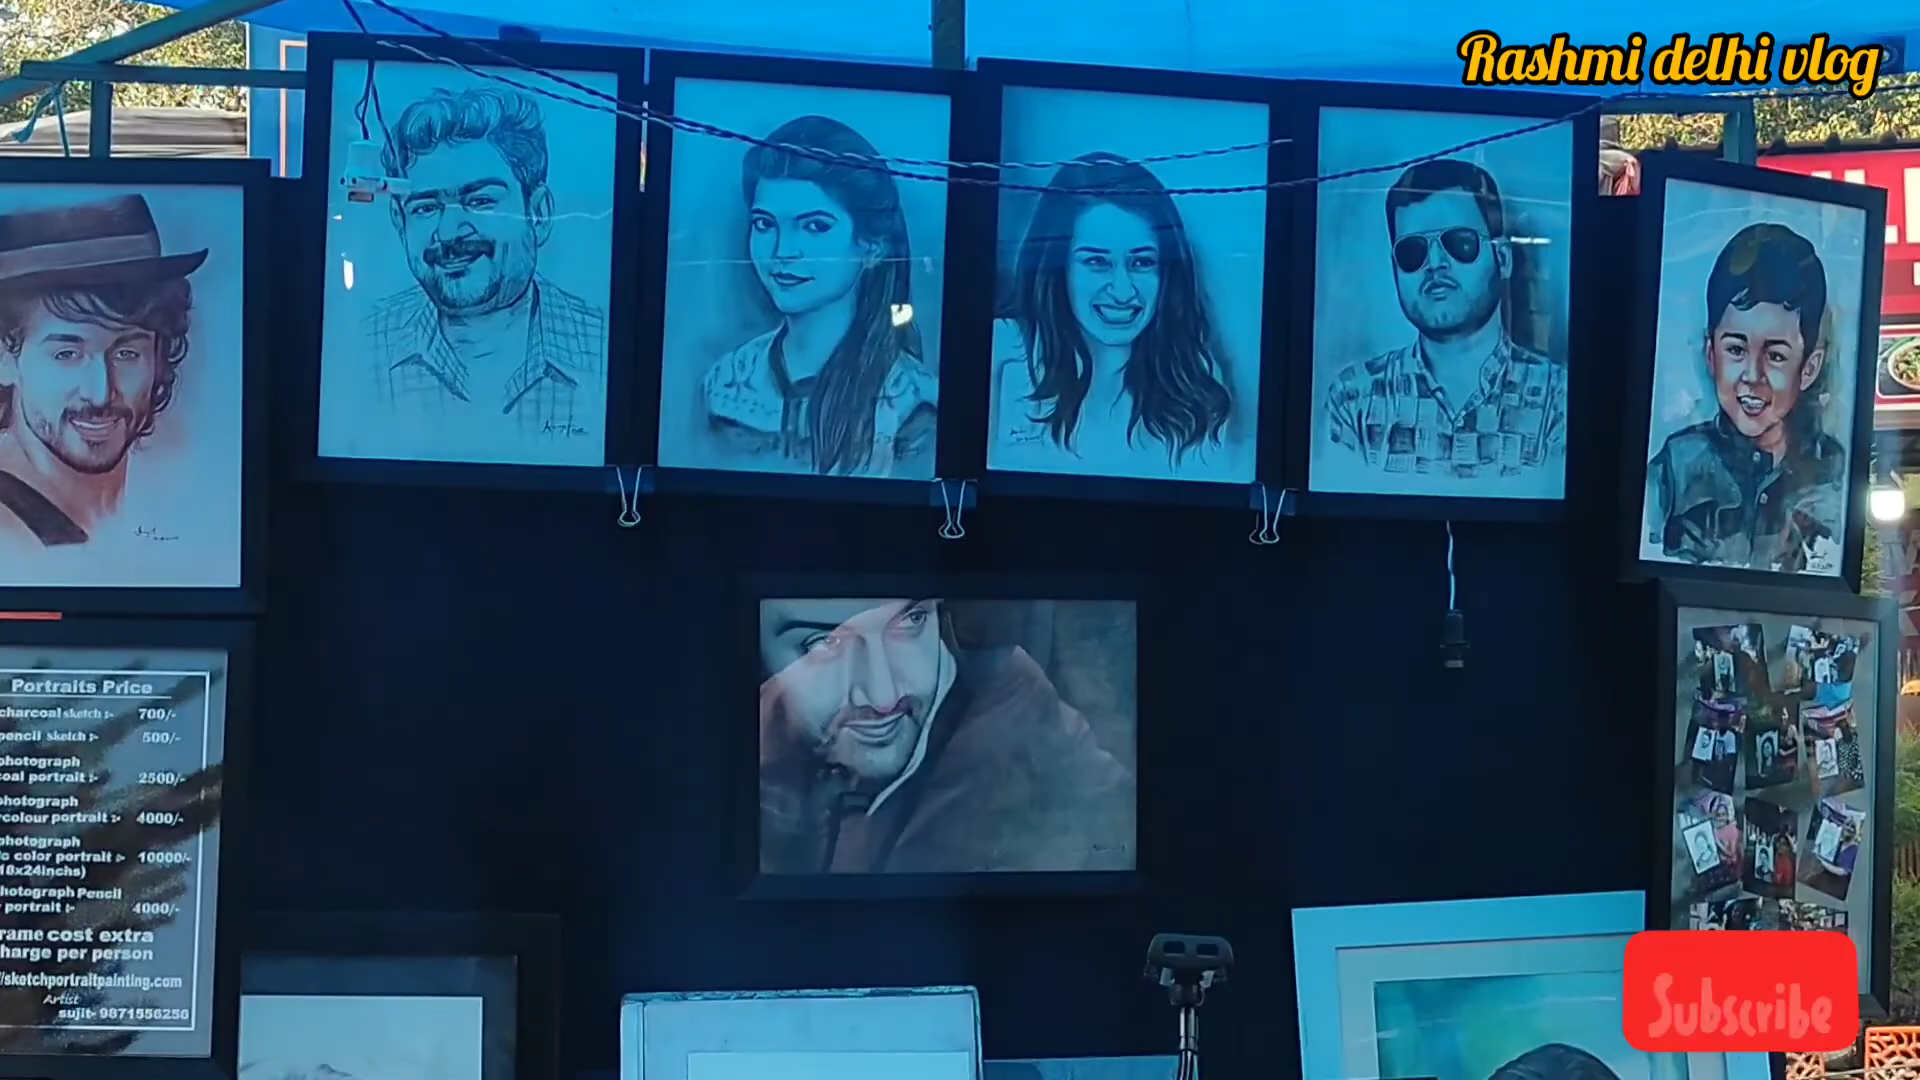 Rashmi delhi vlog
Portraits Price
charcoal sketch :- 700/-
pencil sketch :- 500/-
photograph
coal portrait :- 2500/-
photograph
colour portrait :- 4000/-
photograph
color portrait :- 10000/-
18x24inchs)
hotograph Pencil
portrait :- 4000/-
rame cost extra
harge per person
/sketchportraitpainting.com
Artist
sujit- 9871556256
Subscribe